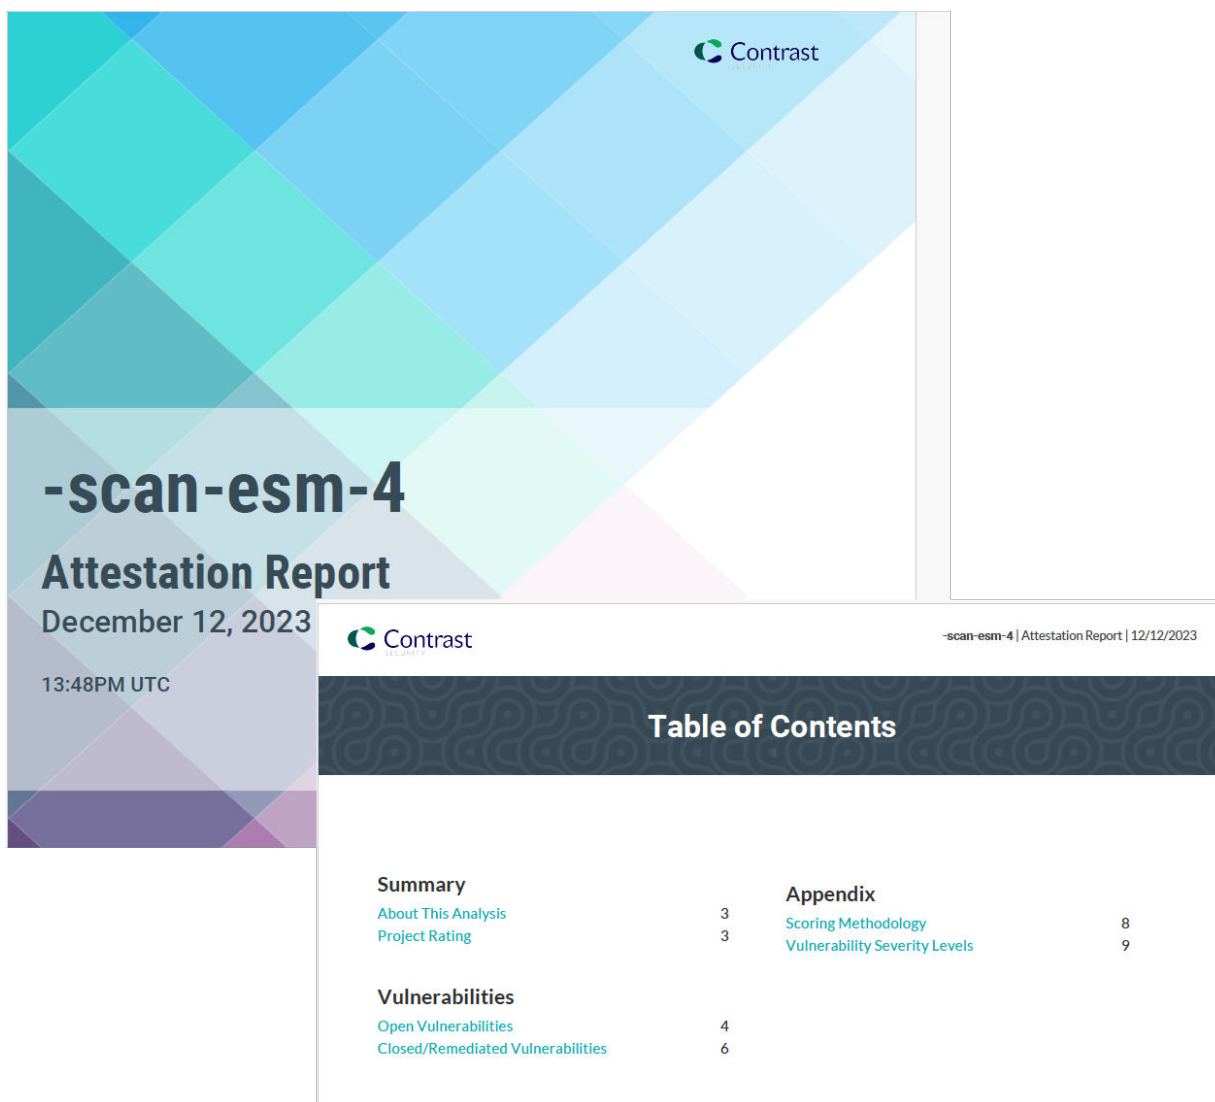 Contrast
SECURITY
-scan-esm-4
Attestation Report
December 12, 2023
13:48PM UTC
Contrast
SECURITY
-scan-esm-4 | Attestation Report | 12/12/2023
Table of Contents
Summary
About This Analysis 3
Project Rating 3
Vulnerabilities
Open Vulnerabilities 4
Closed/Remediated Vulnerabilities 6
Appendix
Scoring Methodology 8
Vulnerability Severity Levels 9